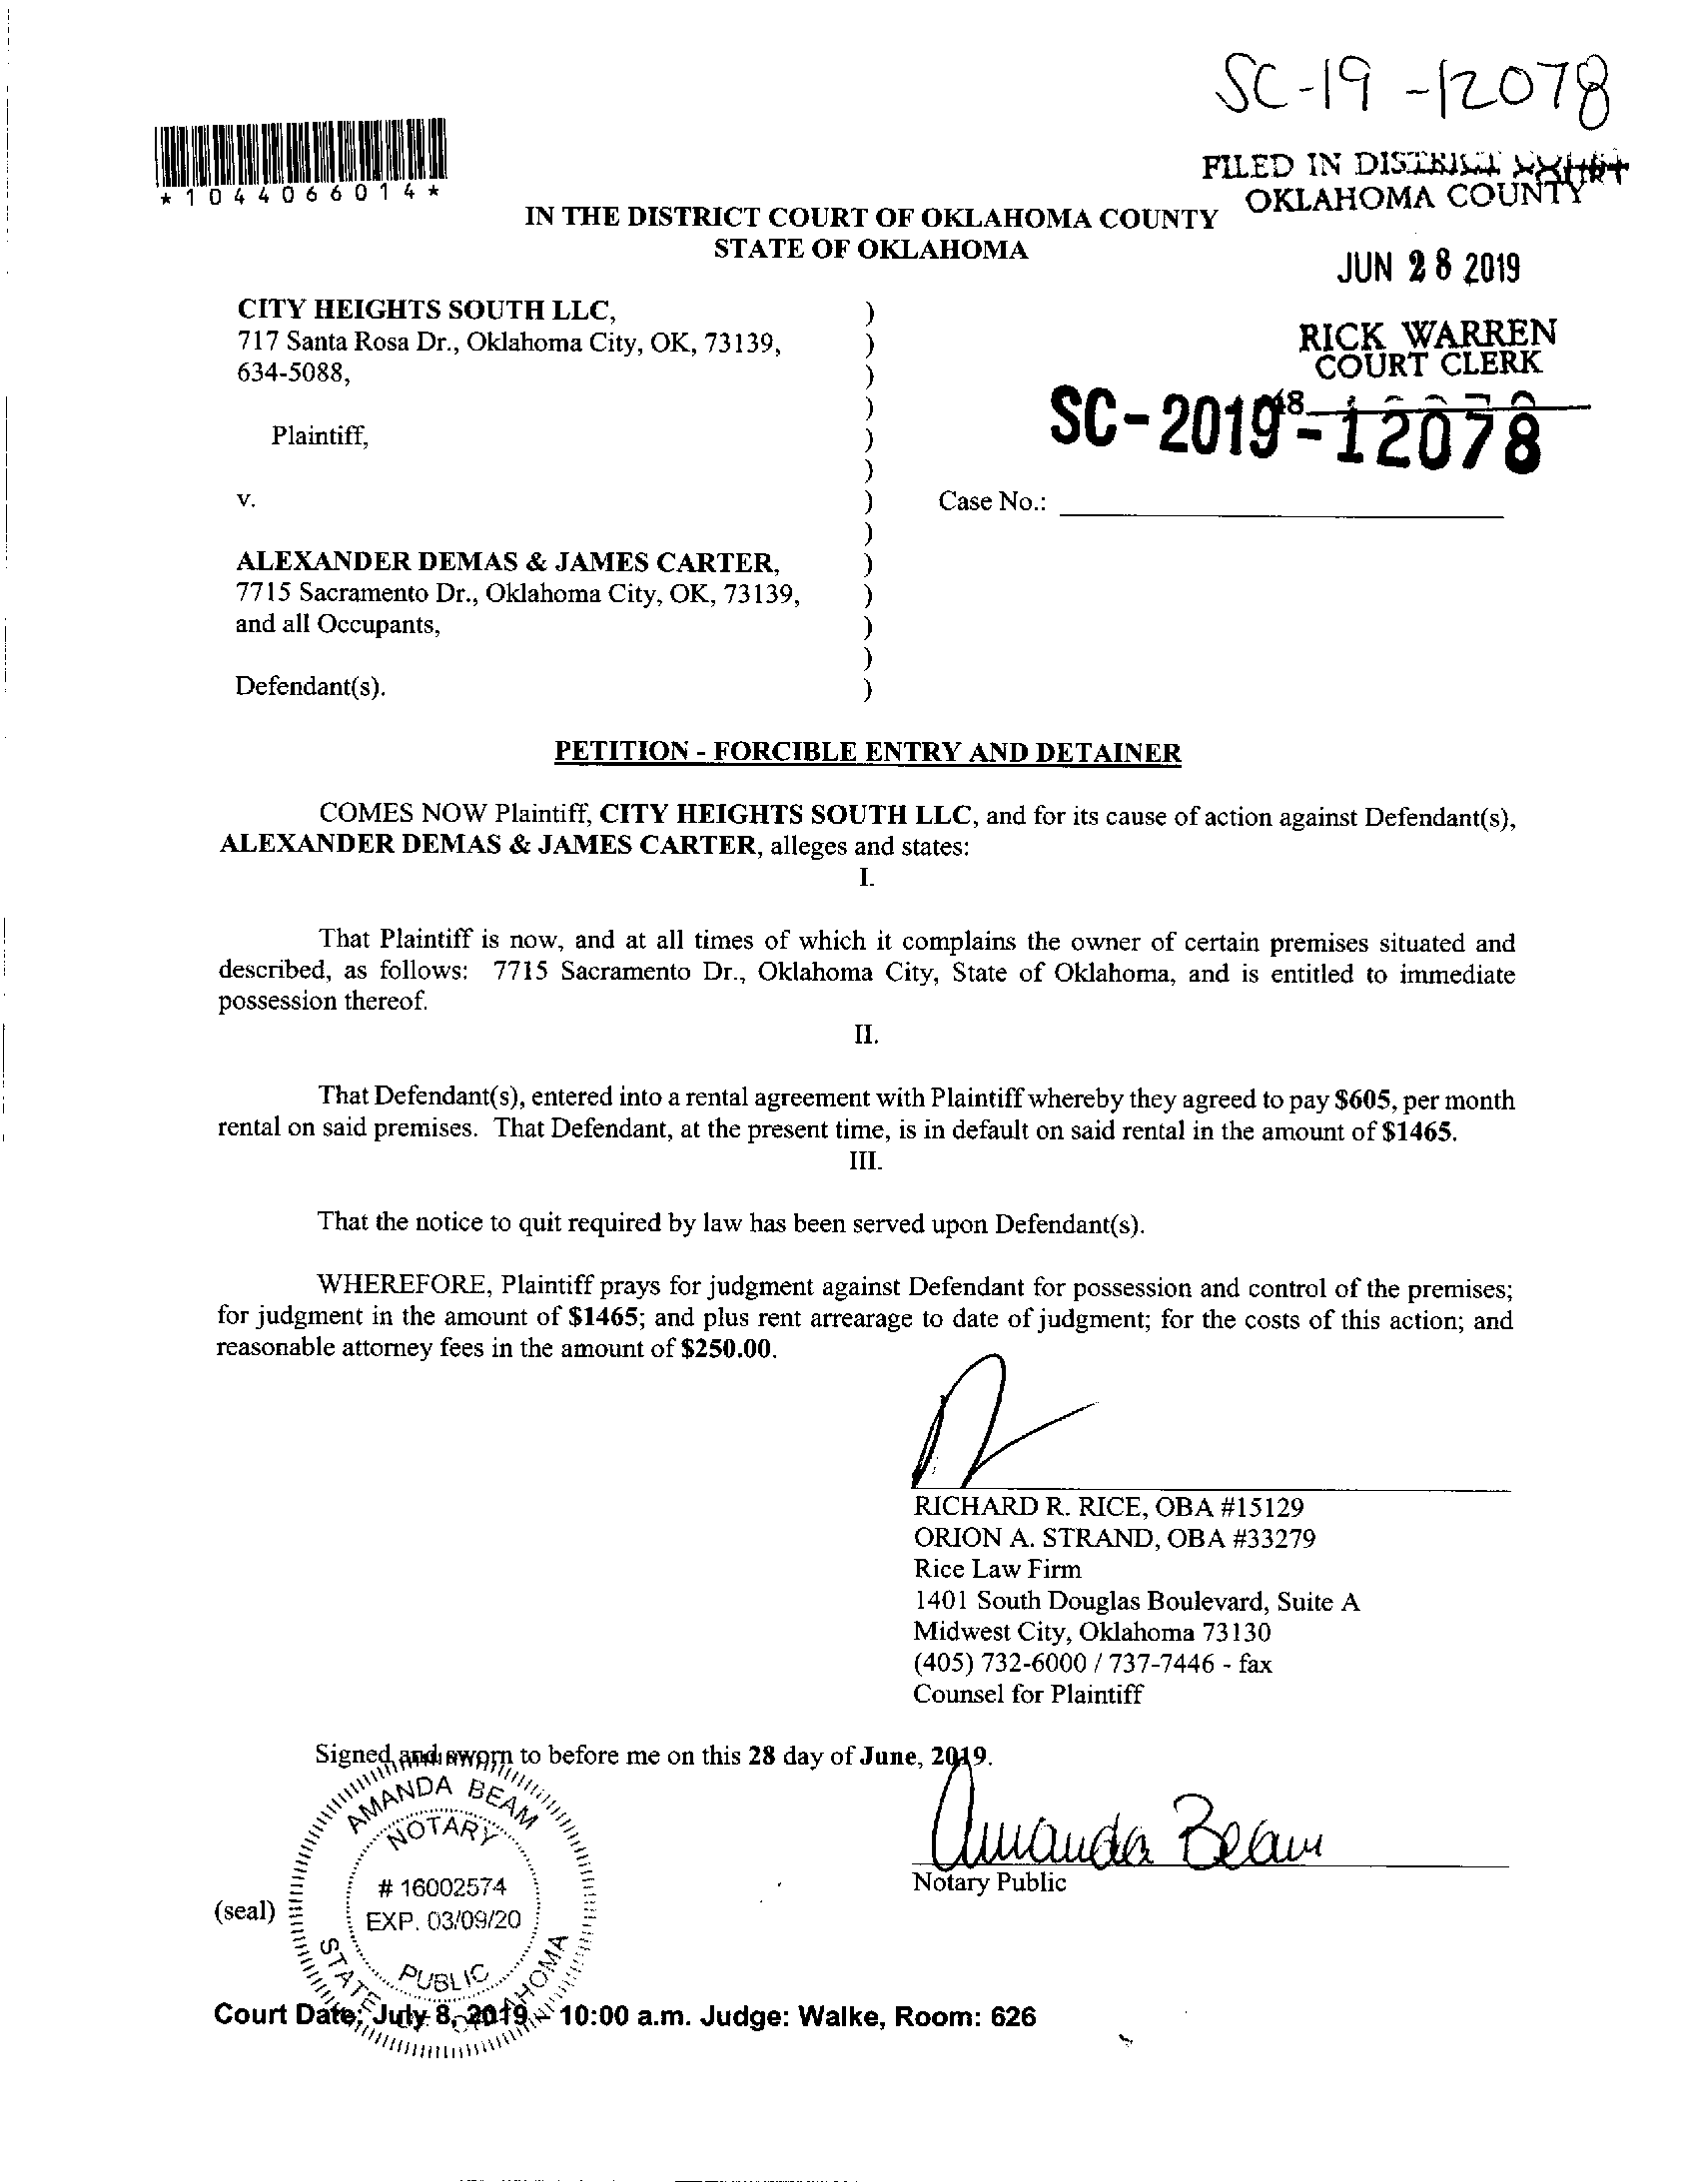 SC-19-12078
*1044066014*
FILED IN DISTRICT COURT
OKLAHOMA COUNTY
IN THE DISTRICT COURT OF OKLAHOMA COUNTY
STATE OF OKLAHOMA
JUN 28 2019
RICK WARREN
COURT CLERK
48
SC-2019-12078
CITY HEIGHTS SOUTH LLC, )
717 Santa Rosa Dr., Oklahoma City, OK, 73139, )
634-5088, )
)
Plaintiff, )
)
v. ) Case No.:
)
ALEXANDER DEMAS & JAMES CARTER, )
7715 Sacramento Dr., Oklahoma City, OK, 73139, )
and all Occupants, )
)
Defendant(s). )
PETITION - FORCIBLE ENTRY AND DETAINER
COMES NOW Plaintiff, CITY HEIGHTS SOUTH LLC, and for its cause of action against Defendant(s),
ALEXANDER DEMAS & JAMES CARTER, alleges and states:
I.
That Plaintiff is now, and at all times of which it complains the owner of certain premises situated and
described, as follows: 7715 Sacramento Dr., Oklahoma City, State of Oklahoma, and is entitled to immediate
possession thereof.
II.
That Defendant(s), entered into a rental agreement with Plaintiff whereby they agreed to pay $605, per month
rental on said premises. That Defendant, at the present time, is in default on said rental in the amount of $1465.
III.
That the notice to quit required by law has been served upon Defendant(s).
WHEREFORE, Plaintiff prays for judgment against Defendant for possession and control of the premises;
for judgment in the amount of $1465; and plus rent arrearage to date of judgment; for the costs of this action; and
reasonable attorney fees in the amount of $250.00.
RICHARD R. RICE, OBA #15129
ORION A. STRAND, OBA #33279
Rice Law Firm
1401 South Douglas Boulevard, Suite A
Midwest City, Oklahoma 73130
(405) 732-6000 / 737-7446 - fax
Counsel for Plaintiff
Signed and sworn to before me on this 28 day of June, 2019.
Amanda Beam
Notary Public
(seal)
AMANDA BEAM
NOTARY
# 16002574
EXP. 03/09/20
PUBLIC
STATE OF OKLAHOMA
Court Date: July 8, 2019 - 10:00 a.m. Judge: Walke, Room: 626